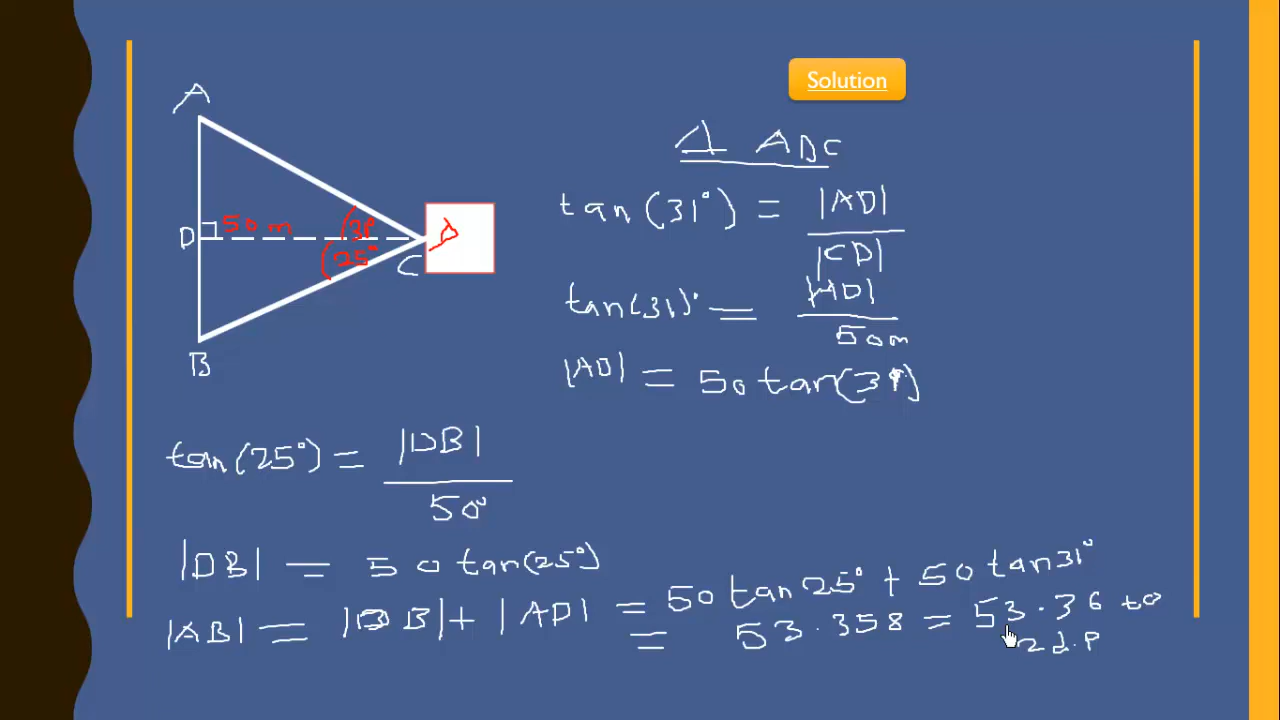 Solution
A
D
50 m
31°
25°
C
B
⊿ ADC
tan(31°) = |AD|
|CD|
tan(31)° = |AD|
50m
|AD| = 50 tan(31°)
tan(25°) = |DB|
50°
|DB| = 50 tan(25°)
|AB| = |DB| + |AD| = 50 tan 25° + 50 tan 31°
= 53.358 = 53.36 to
2 d.p